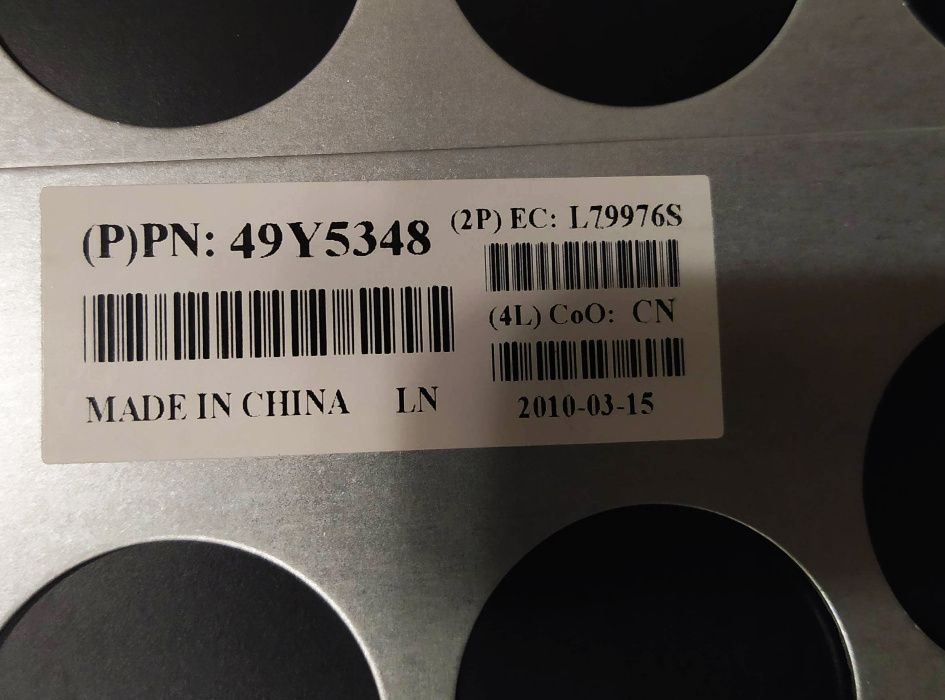 (P)PN: 49Y5348
(2P) EC: L79976S
(4L) CoO: CN
MADE IN CHINA LN
2010-03-15